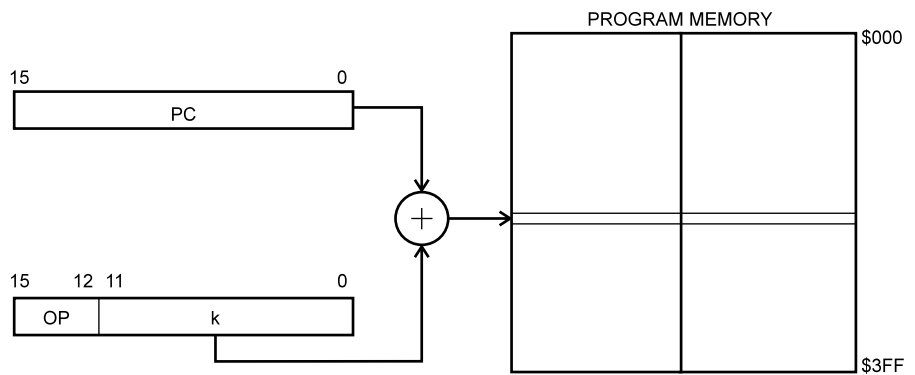 PROGRAM MEMORY
$000
15 0
PC
+
15 12 11 0
OP k
$3FF